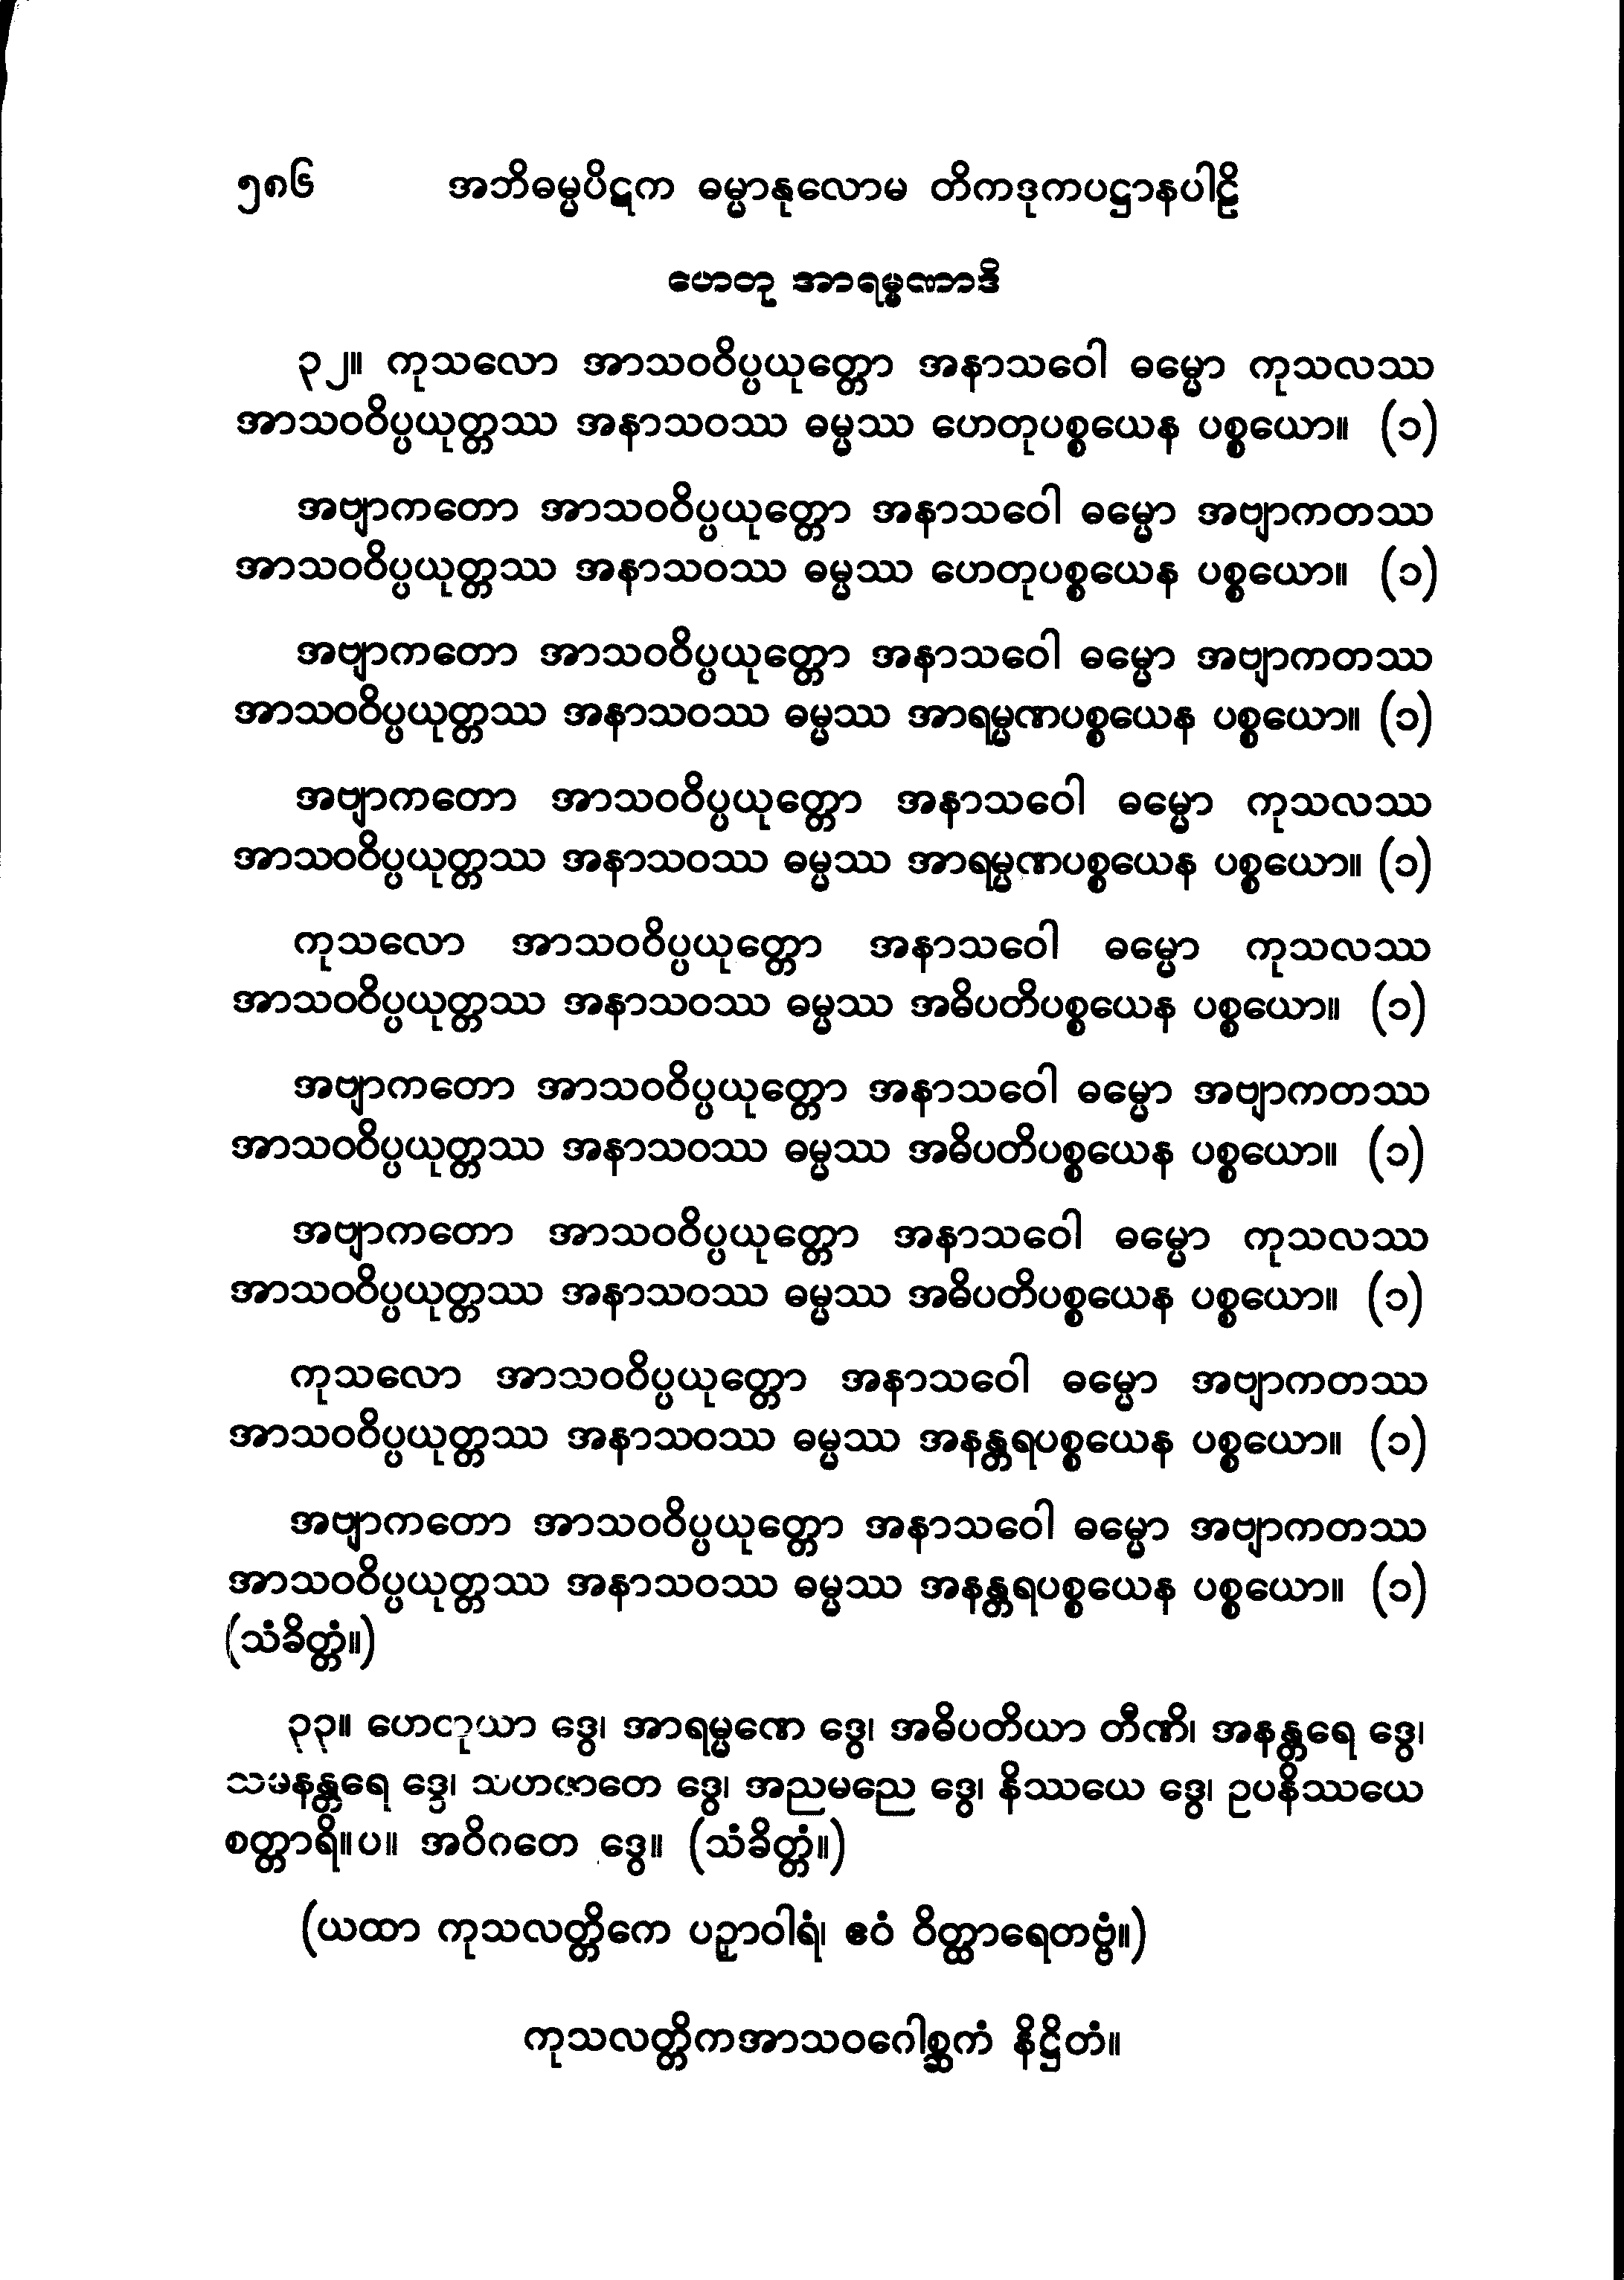 ၅၈၆ အဘိဓမ္မပိဋက ဓမ္မာနုလောမ တိကဒုကပဋ္ဌာနပါဠိ
ဟေတု အာရမ္မဏာဒိ
၃၂။ ကုသလော အာသဝဝိပ္ပယုတ္တော အနာသဝေါ ဓမ္မော ကုသလဿ
အာသဝဝိပ္ပယုတ္တဿ အနာသဝဿ ဓမ္မဿ ဟေတုပစ္စယေန ပစ္စယော။ (၁)
အဗျာကတော အာသဝဝိပ္ပယုတ္တော အနာသဝေါ ဓမ္မော အဗျာကတဿ
အာသဝဝိပ္ပယုတ္တဿ အနာသဝဿ ဓမ္မဿ ဟေတုပစ္စယေန ပစ္စယော။ (၁)
အဗျာကတော အာသဝဝိပ္ပယုတ္တော အနာသဝေါ ဓမ္မော အဗျာကတဿ
အာသဝဝိပ္ပယုတ္တဿ အနာသဝဿ ဓမ္မဿ အာရမ္မဏပစ္စယေန ပစ္စယော။ (၁)
အဗျာကတော အာသဝဝိပ္ပယုတ္တော အနာသဝေါ ဓမ္မော ကုသလဿ
အာသဝဝိပ္ပယုတ္တဿ အနာသဝဿ ဓမ္မဿ အာရမ္မဏပစ္စယေန ပစ္စယော။ (၁)
ကုသလော အာသဝဝိပ္ပယုတ္တော အနာသဝေါ ဓမ္မော ကုသလဿ
အာသဝဝိပ္ပယုတ္တဿ အနာသဝဿ ဓမ္မဿ အဓိပတိပစ္စယေန ပစ္စယော။ (၁)
အဗျာကတော အာသဝဝိပ္ပယုတ္တော အနာသဝေါ ဓမ္မော အဗျာကတဿ
အာသဝဝိပ္ပယုတ္တဿ အနာသဝဿ ဓမ္မဿ အဓိပတိပစ္စယေန ပစ္စယော။ (၁)
အဗျာကတော အာသဝဝိပ္ပယုတ္တော အနာသဝေါ ဓမ္မော ကုသလဿ
အာသဝဝိပ္ပယုတ္တဿ အနာသဝဿ ဓမ္မဿ အဓိပတိပစ္စယေန ပစ္စယော။ (၁)
ကုသလော အာသဝဝိပ္ပယုတ္တော အနာသဝေါ ဓမ္မော အဗျာကတဿ
အာသဝဝိပ္ပယုတ္တဿ အနာသဝဿ ဓမ္မဿ အနန္တရပစ္စယေန ပစ္စယော။ (၁)
အဗျာကတော အာသဝဝိပ္ပယုတ္တော အနာသဝေါ ဓမ္မော အဗျာကတဿ
အာသဝဝိပ္ပယုတ္တဿ အနာသဝဿ ဓမ္မဿ အနန္တရပစ္စယေန ပစ္စယော။ (၁)
(သံခိတ္တံ။)
၃၃။ ဟေတုယာ ဒွေ၊ အာရမ္မဏေ ဒွေ၊ အဓိပတိယာ တီဏိ၊ အနန္တရေ ဒွေ၊
သမနန္တရေ ဒွေ၊ သဟဇာတေ ဒွေ၊ အညမညေ ဒွေ၊ နိဿယေ ဒွေ၊ ဥပနိဿယေ
စတ္တာရိ။ပ။ အဝိဂတေ ဒွေ။ (သံခိတ္တံ။)
(ယထာ ကုသလတ္တိကေ ပဉှာဝါရံ၊ ဧဝံ ဝိတ္ထာရေတဗ္ဗံ။)
ကုသလတ္တိကအာသဝဂေါစ္ဆကံ နိဋ္ဌိတံ။